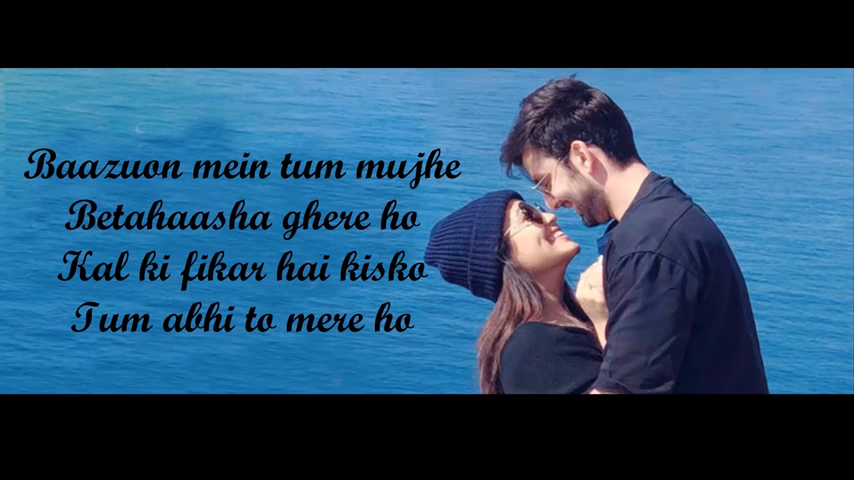 Baazuon mein tum mujhe
Betahaasha ghere ho
Kal ki fikar hai kisko
Tum abhi to mere ho